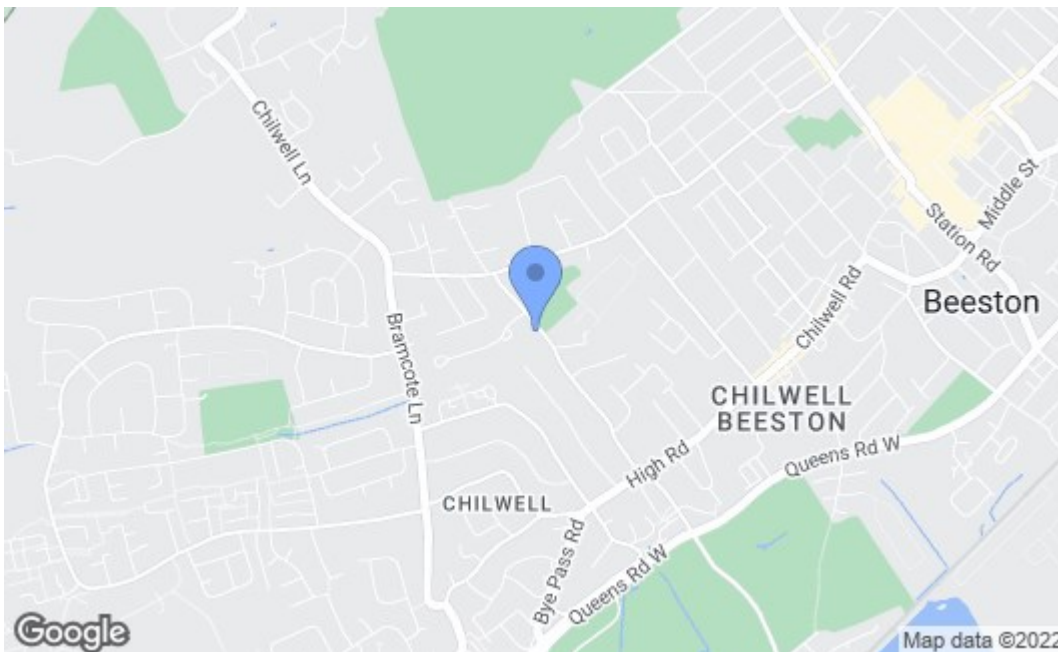 Chilwell Ln
Middle St
Station Rd
Beeston
Chilwell Rd
Bramcote Ln
CHILWELL
BEESTON
High Rd
Queens Rd W
CHILWELL
Bye Pass Rd
Queens Rd W
Google
Map data ©2022